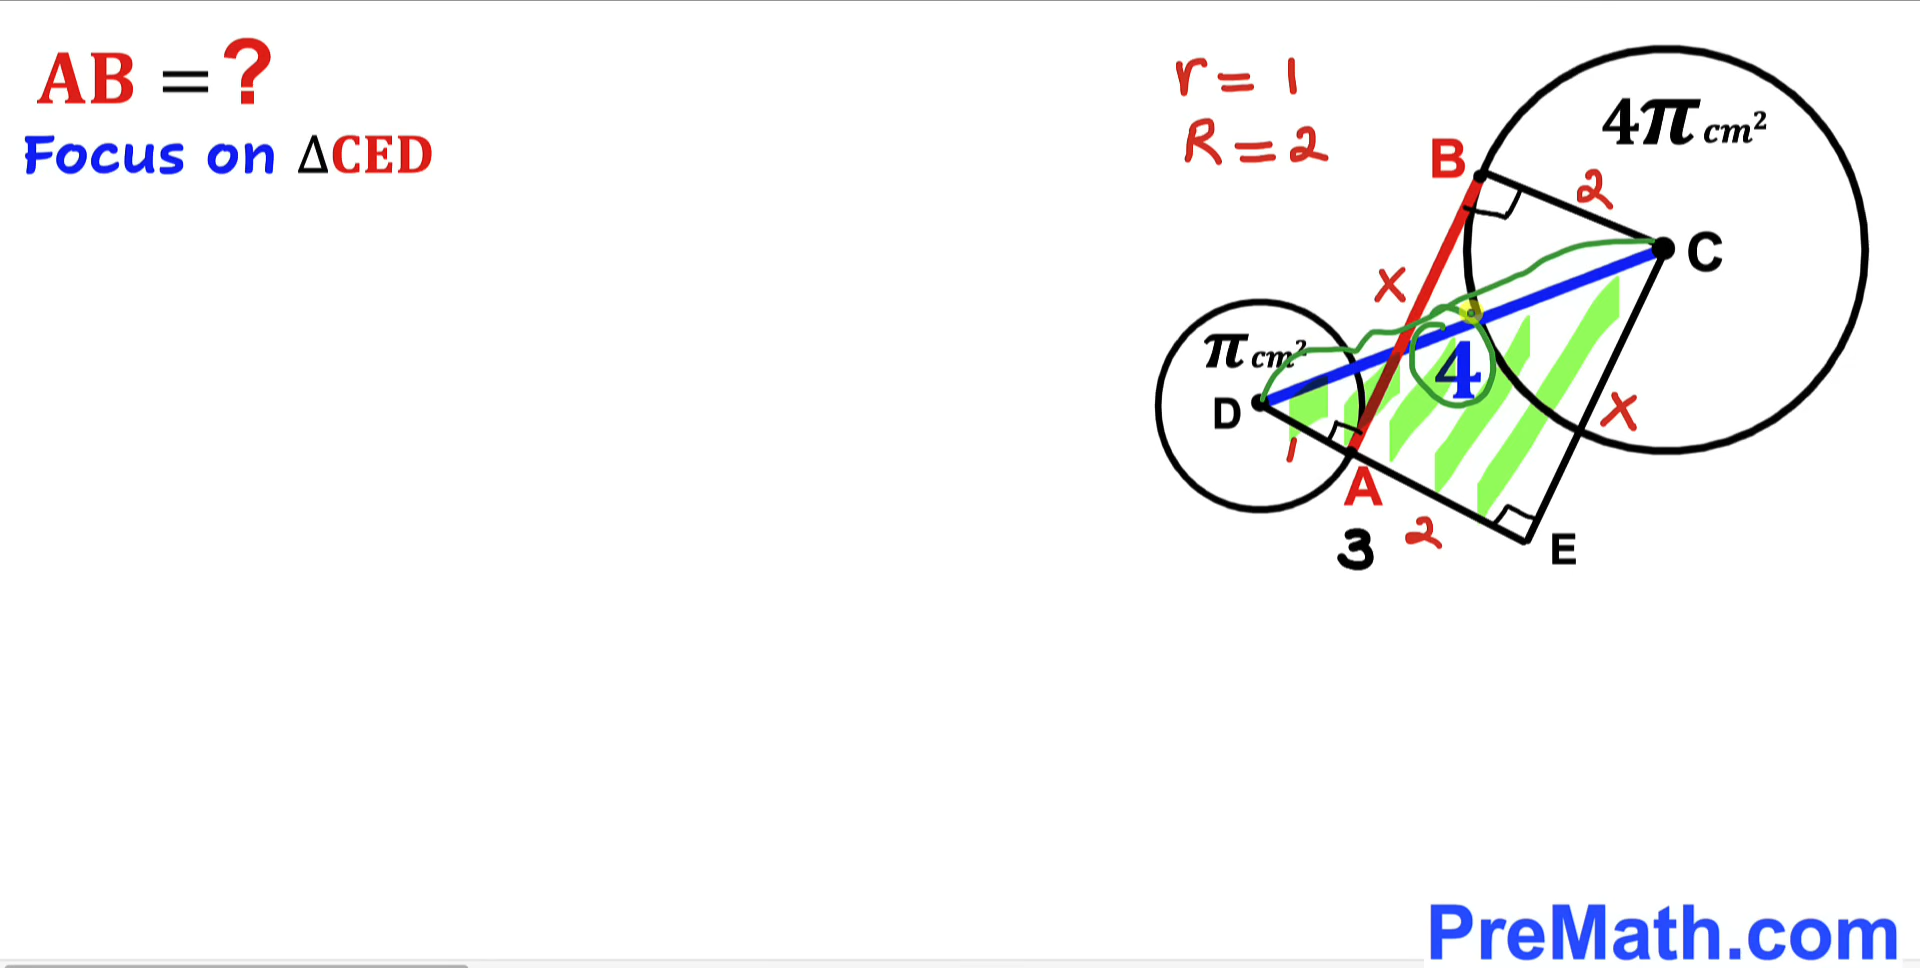 AB = ?
Focus on ΔCED
r = 1
R = 2
4π cm²
B
2
C
x
π cm²
4
D
x
1
A
2
3
E
PreMath.com